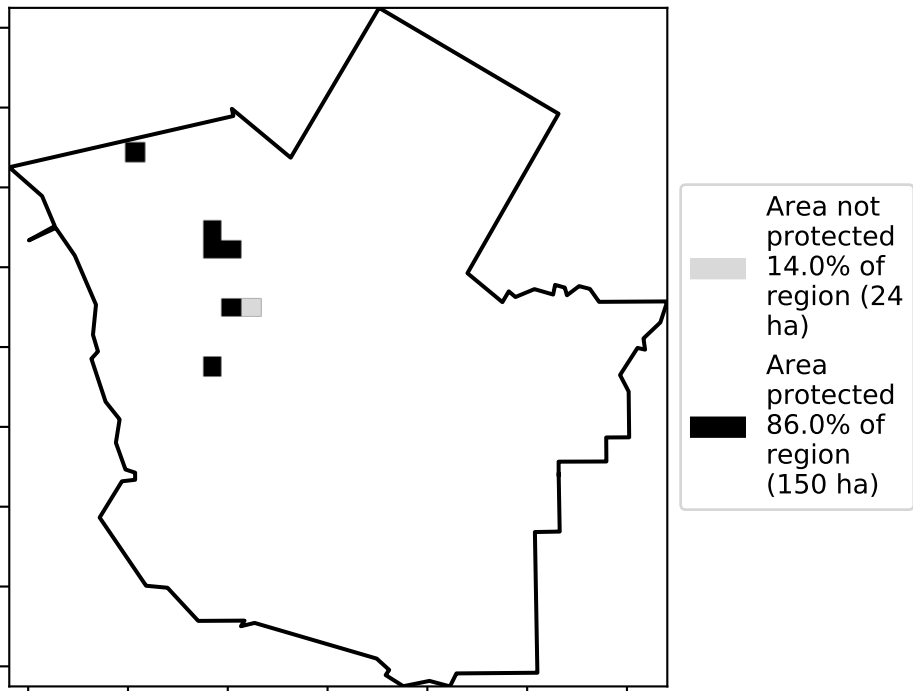 Area not
protected
14.0% of
region (24
ha)
Area
protected
86.0% of
region
(150 ha)